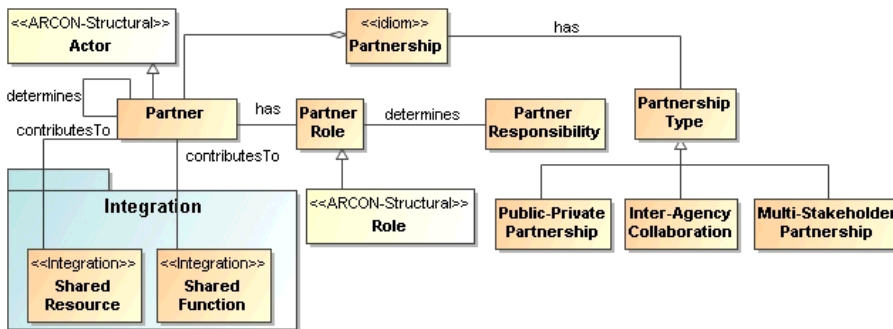 <<ARCON-Structural>>
Actor
<<idiom>>
Partnership
has
determines
Partner
has
Partner
Role
determines
Partner
Responsibility
Partnership
Type
contributesTo
contributesTo
Integration
<<ARCON-Structural>>
Role
Public-Private
Partnership
Inter-Agency
Collaboration
Multi-Stakeholder
Partnership
<<Integration>>
Shared
Resource
<<Integration>>
Shared
Function